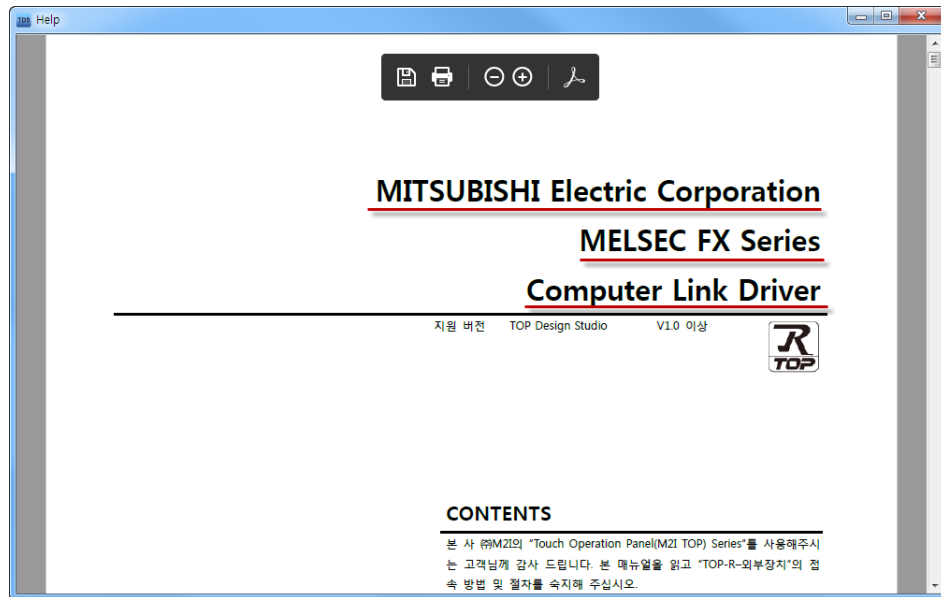 TDS Help
MITSUBISHI Electric Corporation
MELSEC FX Series
Computer Link Driver
지원 버전 TOP Design Studio V1.0 이상
R
TOP
CONTENTS
본 사 ㈜M2I의 "Touch Operation Panel(M2I TOP) Series"를 사용해주시
는 고객님께 감사 드립니다. 본 매뉴얼을 읽고 "TOP-R–외부장치"의 접
속 방법 및 절차를 숙지해 주십시오.